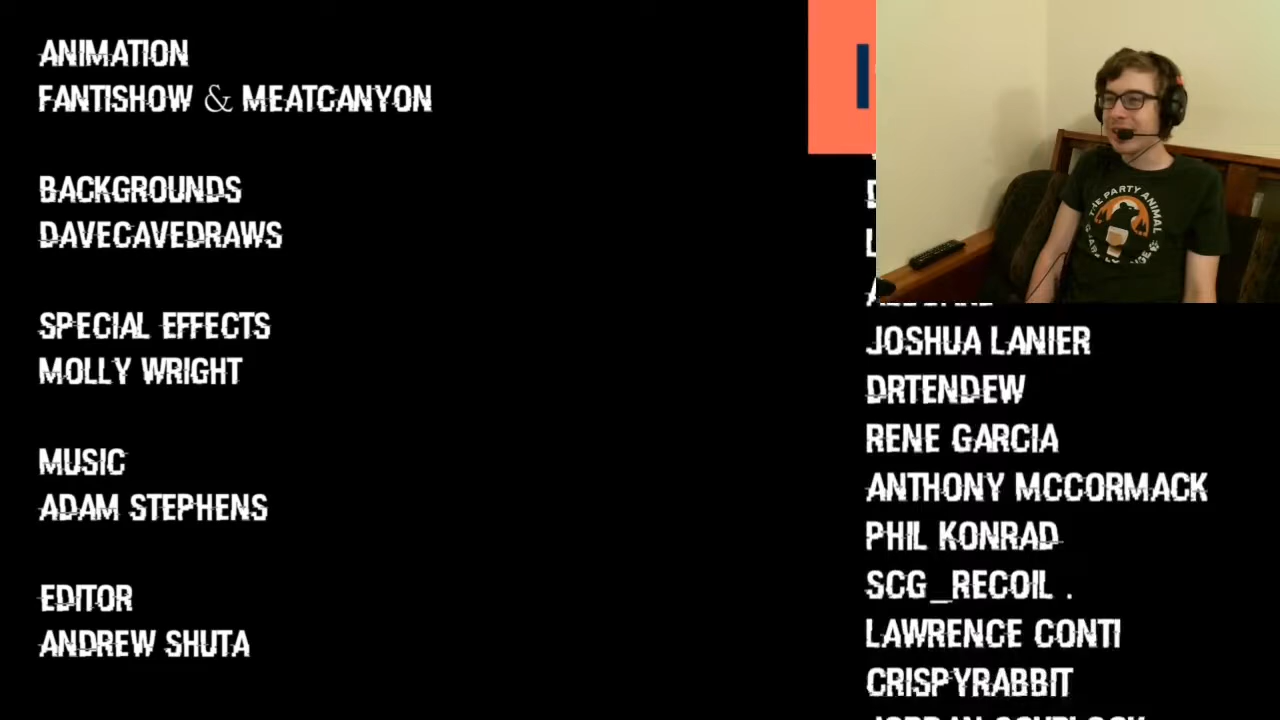 ANIMATION
FANTISHOW & MEATCANYON
BACKGROUNDS
DAVECAVEDRAWS
SPECIAL EFFECTS
MOLLY WRIGHT
MUSIC
ADAM STEPHENS
EDITOR
ANDREW SHUTA
THE PARTY ANIMAL
JOSHUA LANIER
DRTENDEW
RENE GARCIA
ANTHONY MCCORMACK
PHIL KONRAD
SCG_RECOIL .
LAWRENCE CONTI
CRISPYRABBIT